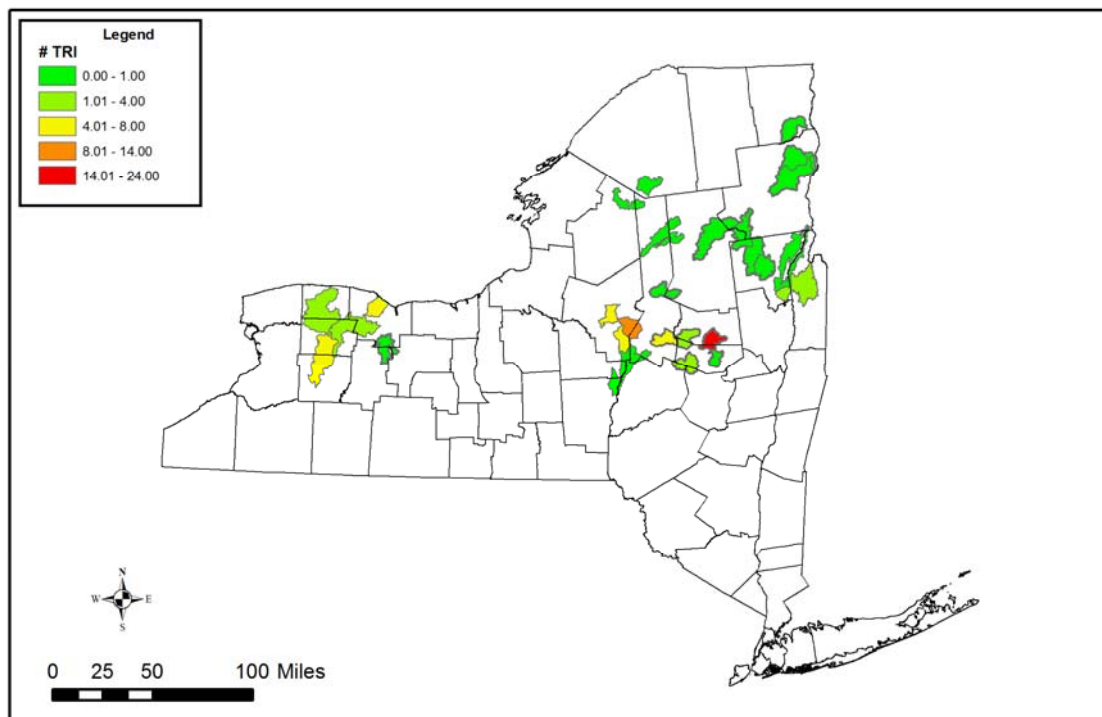 Legend
# TRI
0.00 - 1.00
1.01 - 4.00
4.01 - 8.00
8.01 - 14.00
14.01 - 24.00
N
W E
S
0 25 50 100 Miles